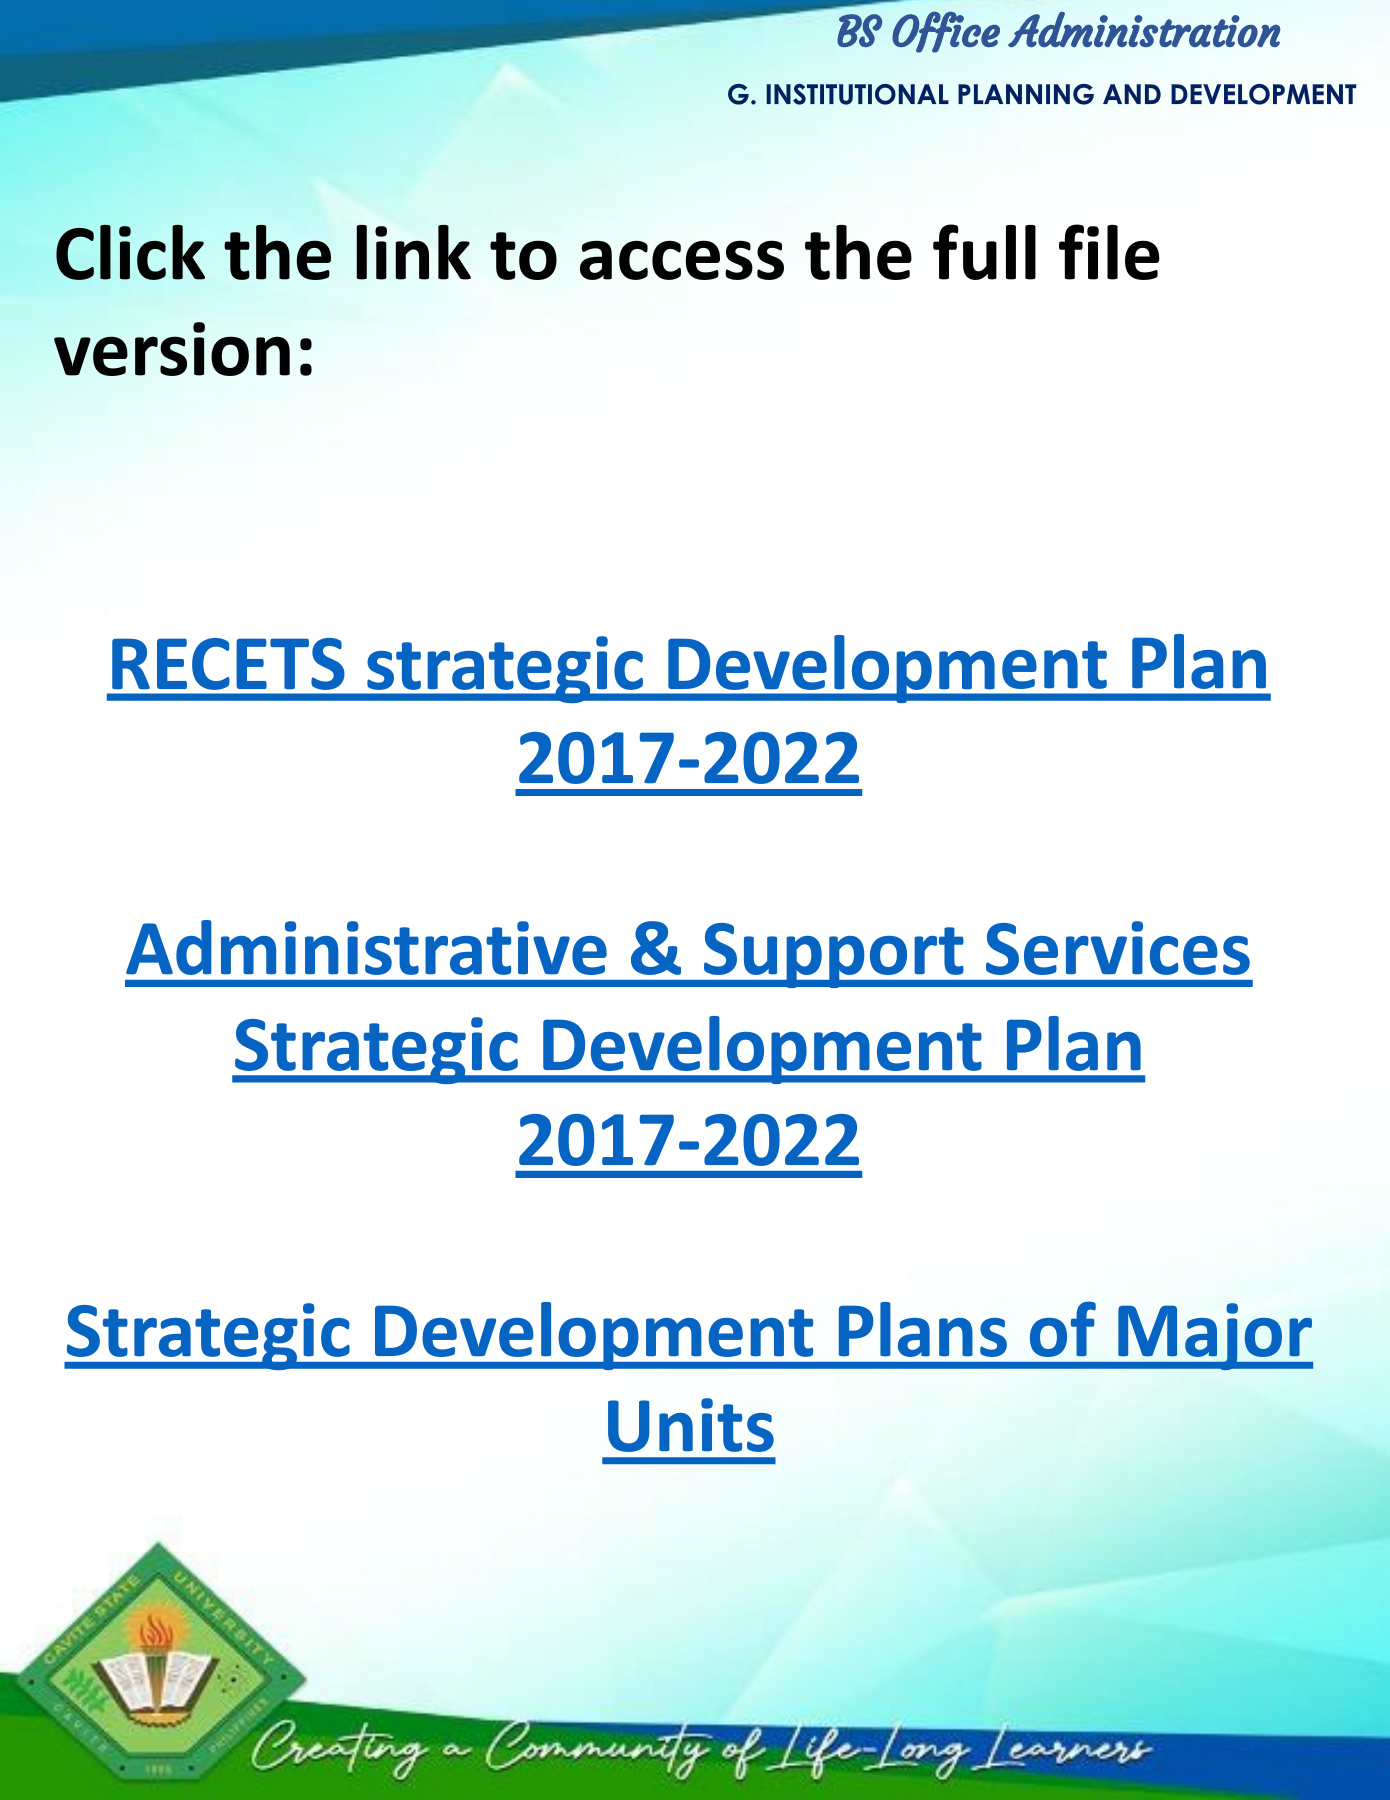 BS Office Administration
G. INSTITUTIONAL PLANNING AND DEVELOPMENT
Click the link to access the full file
version:
RECETS strategic Development Plan
2017-2022
Administrative & Support Services
Strategic Development Plan
2017-2022
Strategic Development Plans of Major
Units
CAVITE STATE UNIVERSITY
CAVITE
PHILIPPINES
1906
Creating a Community of Life-Long Learners